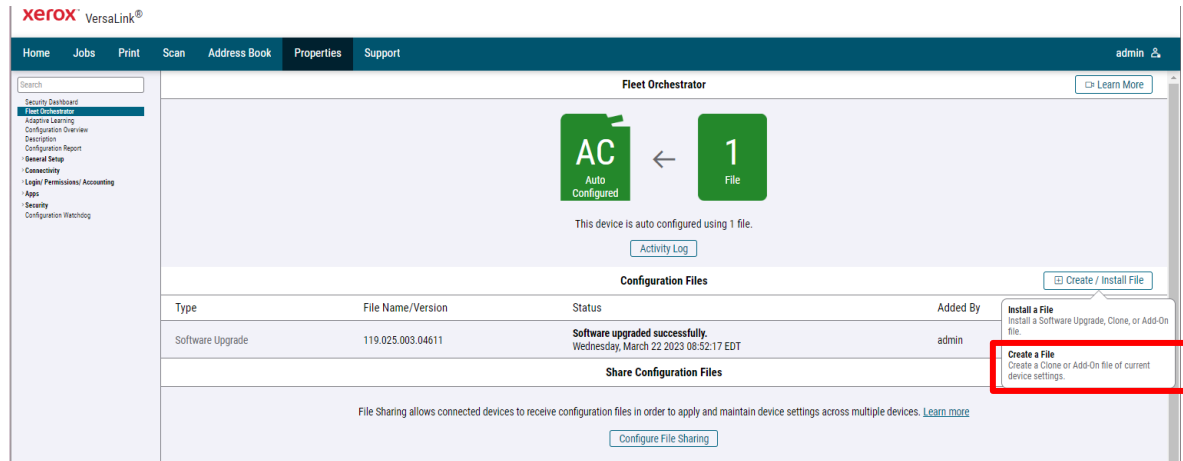 xerox™ VersaLink®
Home Jobs Print Scan Address Book Properties Support admin
Search
Security Dashboard
Fleet Orchestrator
Adaptive Learning
Configuration Overview
Description
Configuration Report
General Setup
Connectivity
Login/ Permissions/ Accounting
Apps
Security
Configuration Watchdog
Fleet Orchestrator
Learn More
AC
Auto
Configured
1
File
This device is auto configured using 1 file.
Activity Log
Configuration Files
Create / Install File
Type File Name/Version Status Added By
Software Upgrade 119.025.003.04611 Software upgraded successfully. admin
Wednesday, March 22 2023 08:52:17 EDT
Install a File
Install a Software Upgrade, Clone, or Add-On
file.
Create a File
Create a Clone or Add-On file of current
device settings.
Share Configuration Files
File Sharing allows connected devices to receive configuration files in order to apply and maintain device settings across multiple devices. Learn more
Configure File Sharing